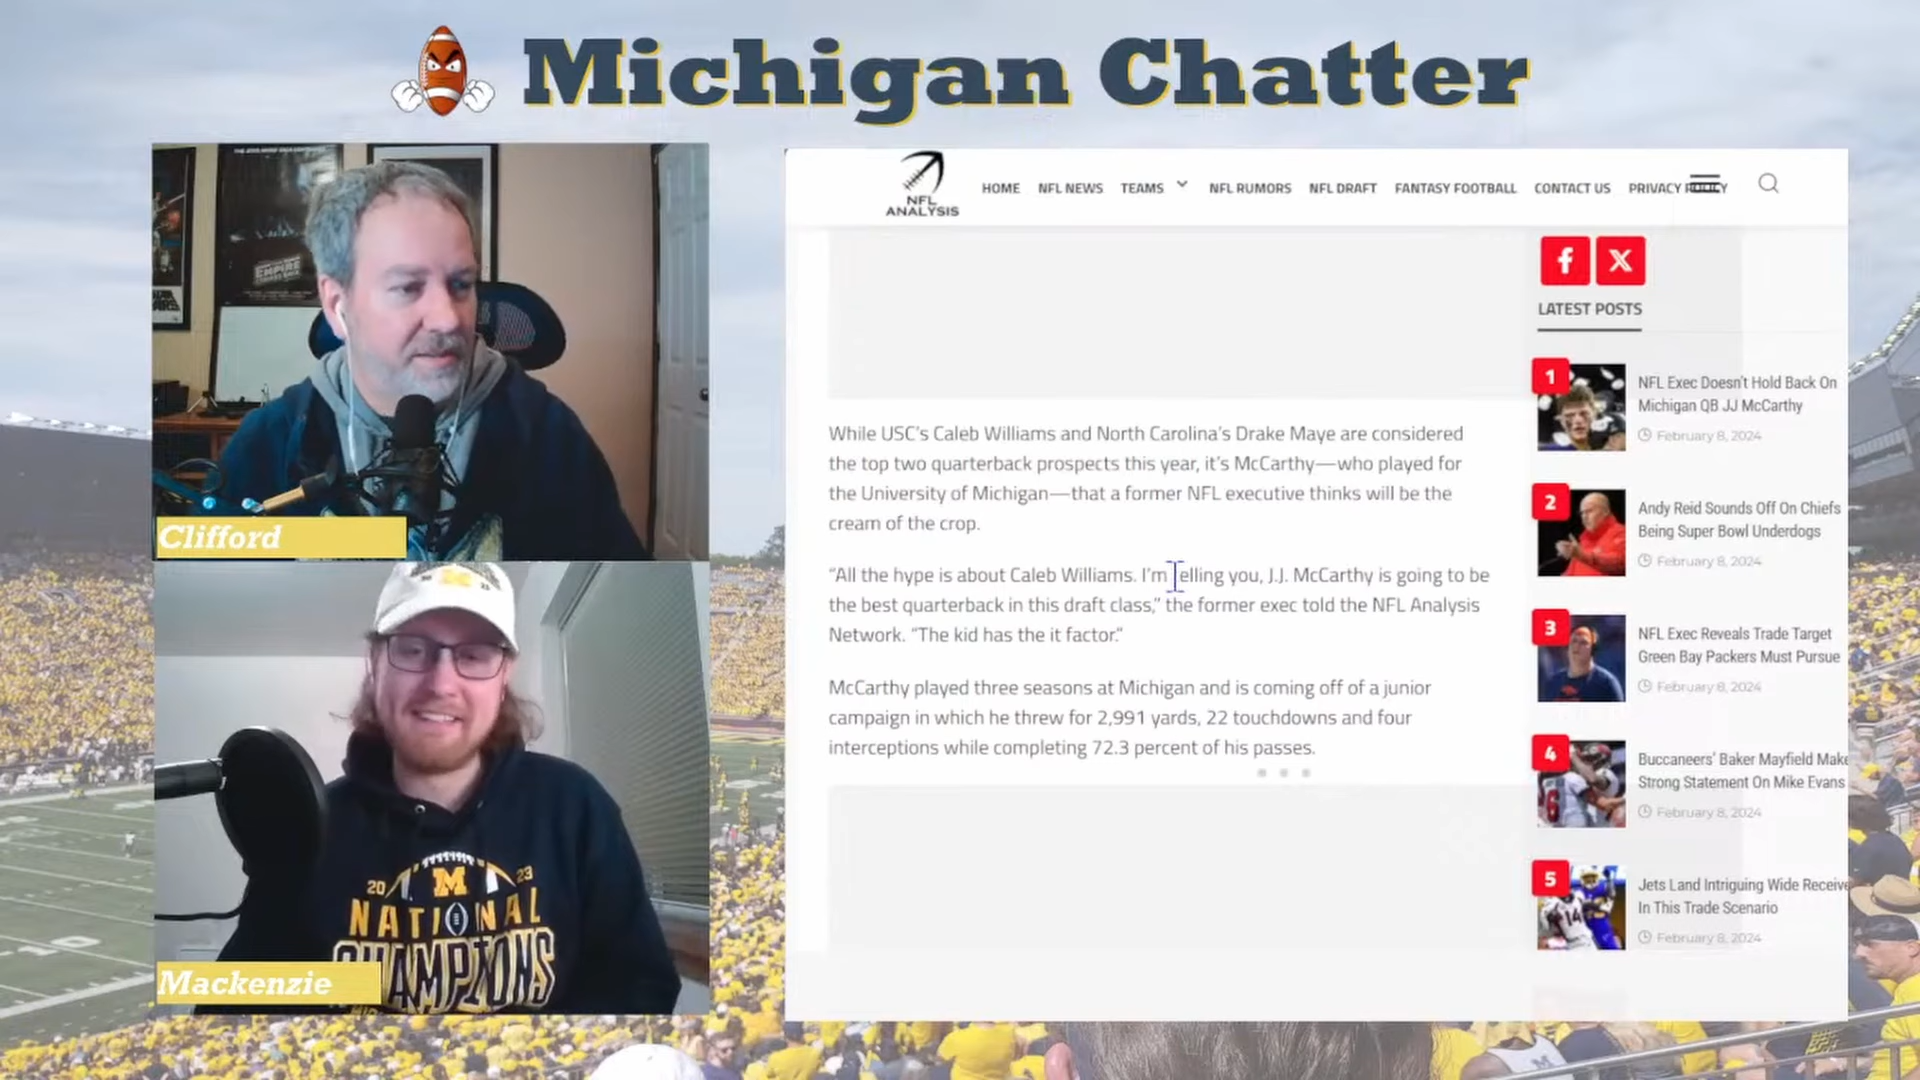 Michigan Chatter
THE EMPIRE STRIKES BACK
Clifford
20 M 23
NATIONAL
CHAMPIONS
Mackenzie
NFL
ANALYSIS
HOME NFL NEWS TEAMS NFL RUMORS NFL DRAFT FANTASY FOOTBALL CONTACT US PRIVACY POLICY
While USC’s Caleb Williams and North Carolina’s Drake Maye are considered
the top two quarterback prospects this year, it’s McCarthy—who played for
the University of Michigan—that a former NFL executive thinks will be the
cream of the crop.
“All the hype is about Caleb Williams. I’m telling you, J.J. McCarthy is going to be
the best quarterback in this draft class,” the former exec told the NFL Analysis
Network. “The kid has the it factor.”
McCarthy played three seasons at Michigan and is coming off of a junior
campaign in which he threw for 2,991 yards, 22 touchdowns and four
interceptions while completing 72.3 percent of his passes.
f X
LATEST POSTS
1
NFL Exec Doesn’t Hold Back On
Michigan QB JJ McCarthy
February 8, 2024
2
Andy Reid Sounds Off On Chiefs
Being Super Bowl Underdogs
February 8, 2024
3
NFL Exec Reveals Trade Target
Green Bay Packers Must Pursue
February 8, 2024
4
Buccaneers’ Baker Mayfield Make
Strong Statement On Mike Evans
February 8, 2024
5
Jets Land Intriguing Wide Receive
In This Trade Scenario
February 8, 2024